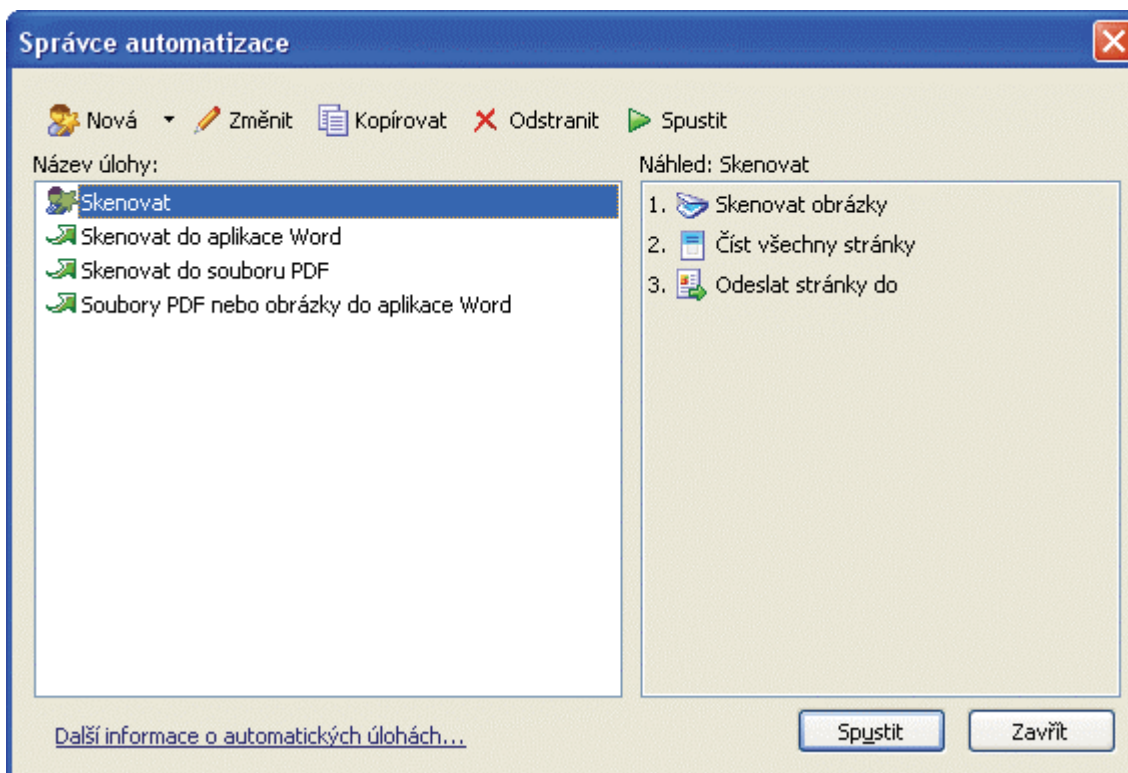 Správce automatizace
Nová Změnit Kopírovat Odstranit Spustit
Název úlohy:
Skenovat
Skenovat do aplikace Word
Skenovat do souboru PDF
Soubory PDF nebo obrázky do aplikace Word
Náhled: Skenovat
1. Skenovat obrázky
2. Číst všechny stránky
3. Odeslat stránky do
Další informace o automatických úlohách...
Spustit
Zavřít